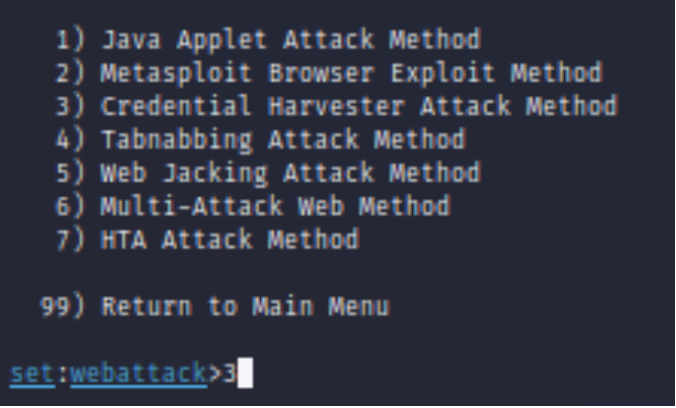 1) Java Applet Attack Method
2) Metasploit Browser Exploit Method
3) Credential Harvester Attack Method
4) Tabnabbing Attack Method
5) Web Jacking Attack Method
6) Multi-Attack Web Method
7) HTA Attack Method
99) Return to Main Menu
set:webattack>3